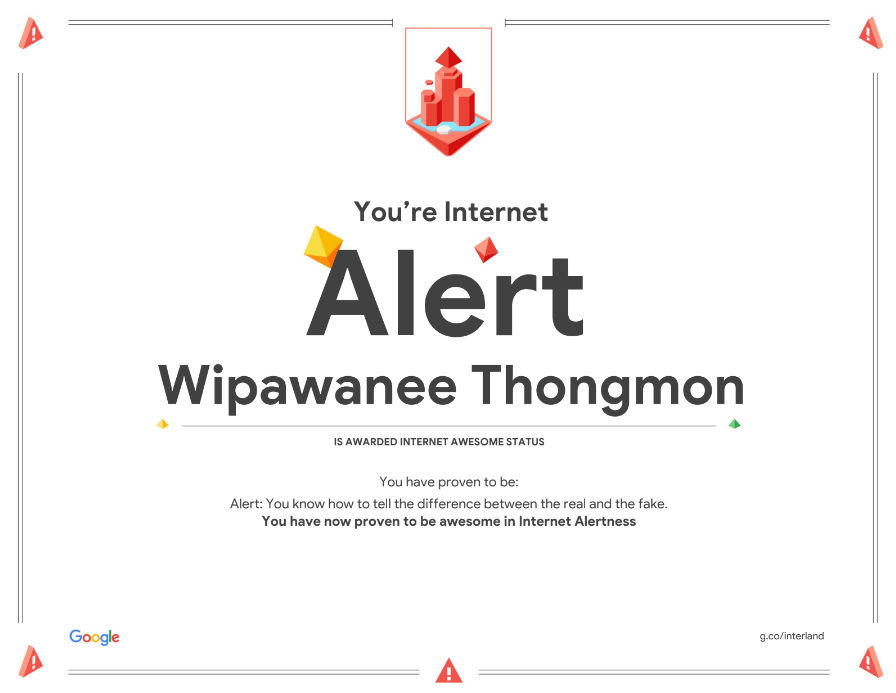 You're Internet
Alert
Wipawanee Thongmon
IS AWARDED INTERNET AWESOME STATUS
You have proven to be:
Alert: You know how to tell the difference between the real and the fake.
You have now proven to be awesome in Internet Alertness
Google
g.co/interland